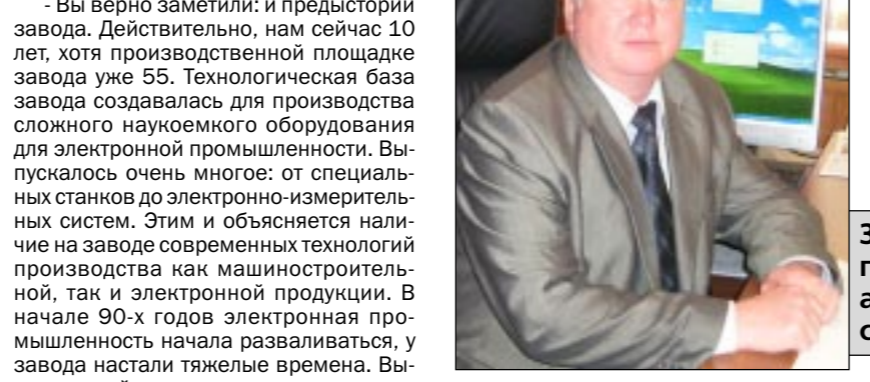 - Вы верно заметили: и предыстории
завода. Действительно, нам сейчас 10
лет, хотя производственной площадке
завода уже 55. Технологическая база
завода создавалась для производства
сложного наукоемкого оборудования
для электронной промышленности. Вы-
пускалось очень многое: от специаль-
ных станков до электронно-измеритель-
ных систем. Этим и объясняется нали-
чие на заводе современных технологий
производства как машиностроитель-
ной, так и электронной продукции. В
начале 90-х годов электронная про-
мышленность начала разваливаться, у
завода настали тяжелые времена. Вы-